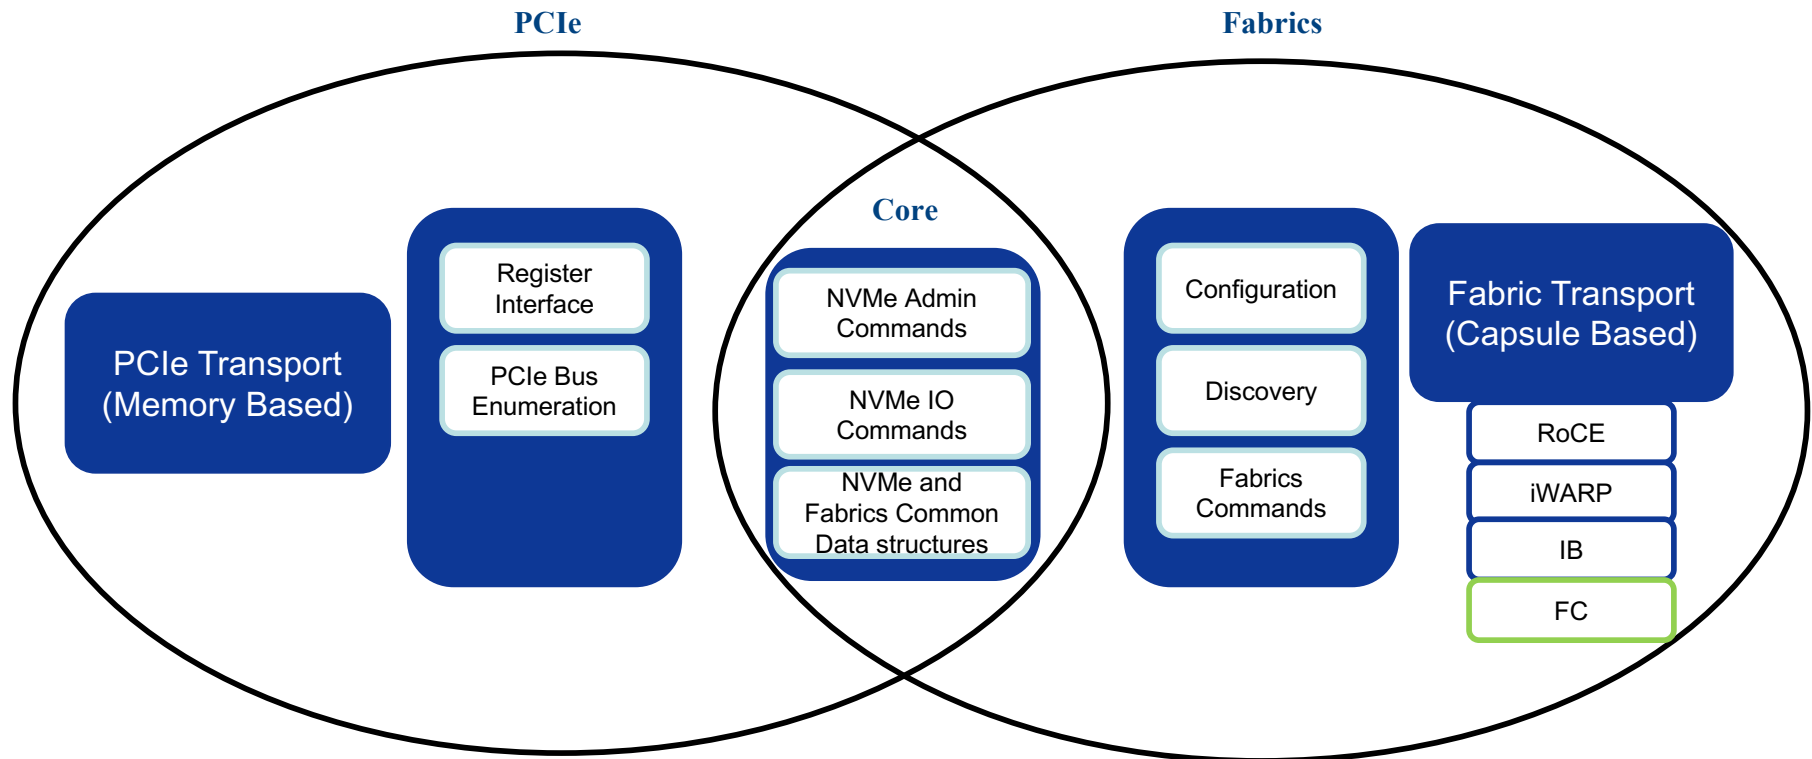 PCIe
Fabrics
Core
PCIe Transport
(Memory Based)
Register
Interface
PCIe Bus
Enumeration
NVMe Admin
Commands
NVMe IO
Commands
NVMe and
Fabrics Common
Data structures
Configuration
Discovery
Fabrics
Commands
Fabric Transport
(Capsule Based)
RoCE
iWARP
IB
FC